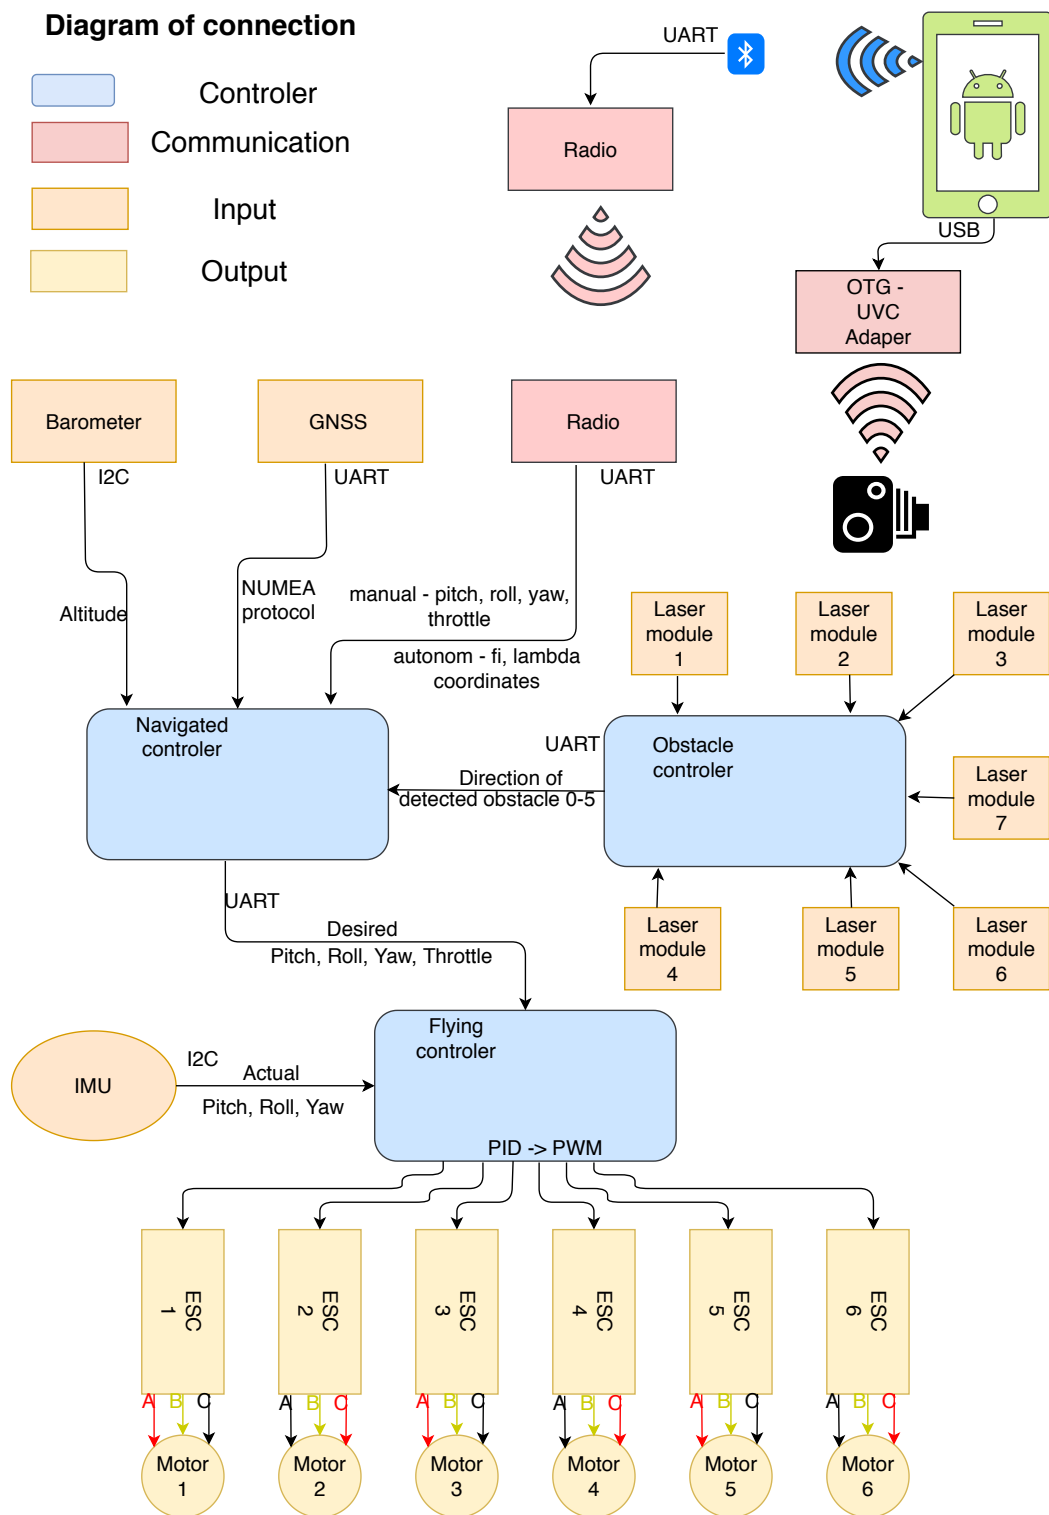 Diagram of connection
Controler
Communication
Input
Output
UART
Radio
USB
OTG -
UVC
Adaper
Barometer
GNSS
Radio
I2C
UART
UART
Altitude
NUMEA
protocol
manual - pitch, roll, yaw,
throttle
autonom - fi, lambda
coordinates
Laser
module
1
Laser
module
2
Laser
module
3
Navigated
controler
UART
Obstacle
controler
Direction of
detected obstacle 0-5
Laser
module
7
UART
Desired
Pitch, Roll, Yaw, Throttle
Laser
module
4
Laser
module
5
Laser
module
6
Flying
controler
IMU
I2C
Actual
Pitch, Roll, Yaw
PID -> PWM
ESC
1
ESC
2
ESC
3
ESC
4
ESC
5
ESC
6
A B C
A B C
A B C
A B C
A B C
A B C
Motor
1
Motor
2
Motor
3
Motor
4
Motor
5
Motor
6